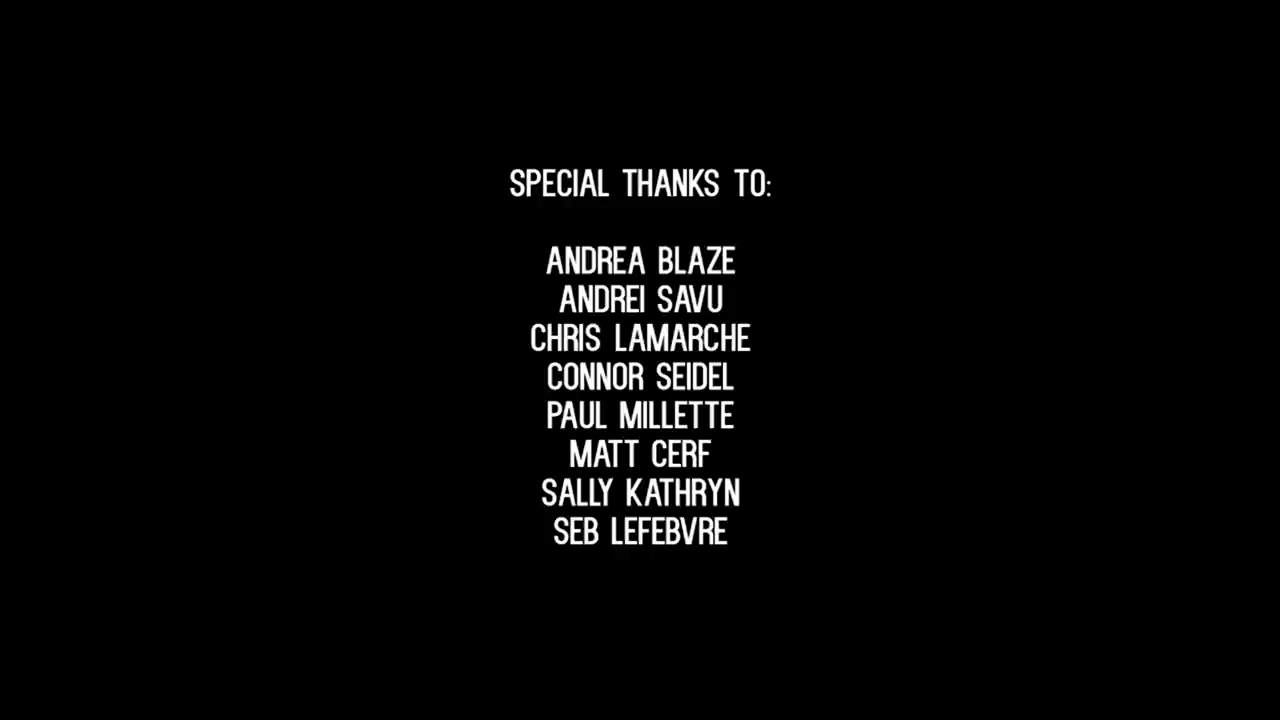 SPECIAL THANKS TO:
ANDREA BLAZE
ANDREI SAVU
CHRIS LAMARCHE
CONNOR SEIDEL
PAUL MILLETTE
MATT CERF
SALLY KATHRYN
SEB LEFEBVRE